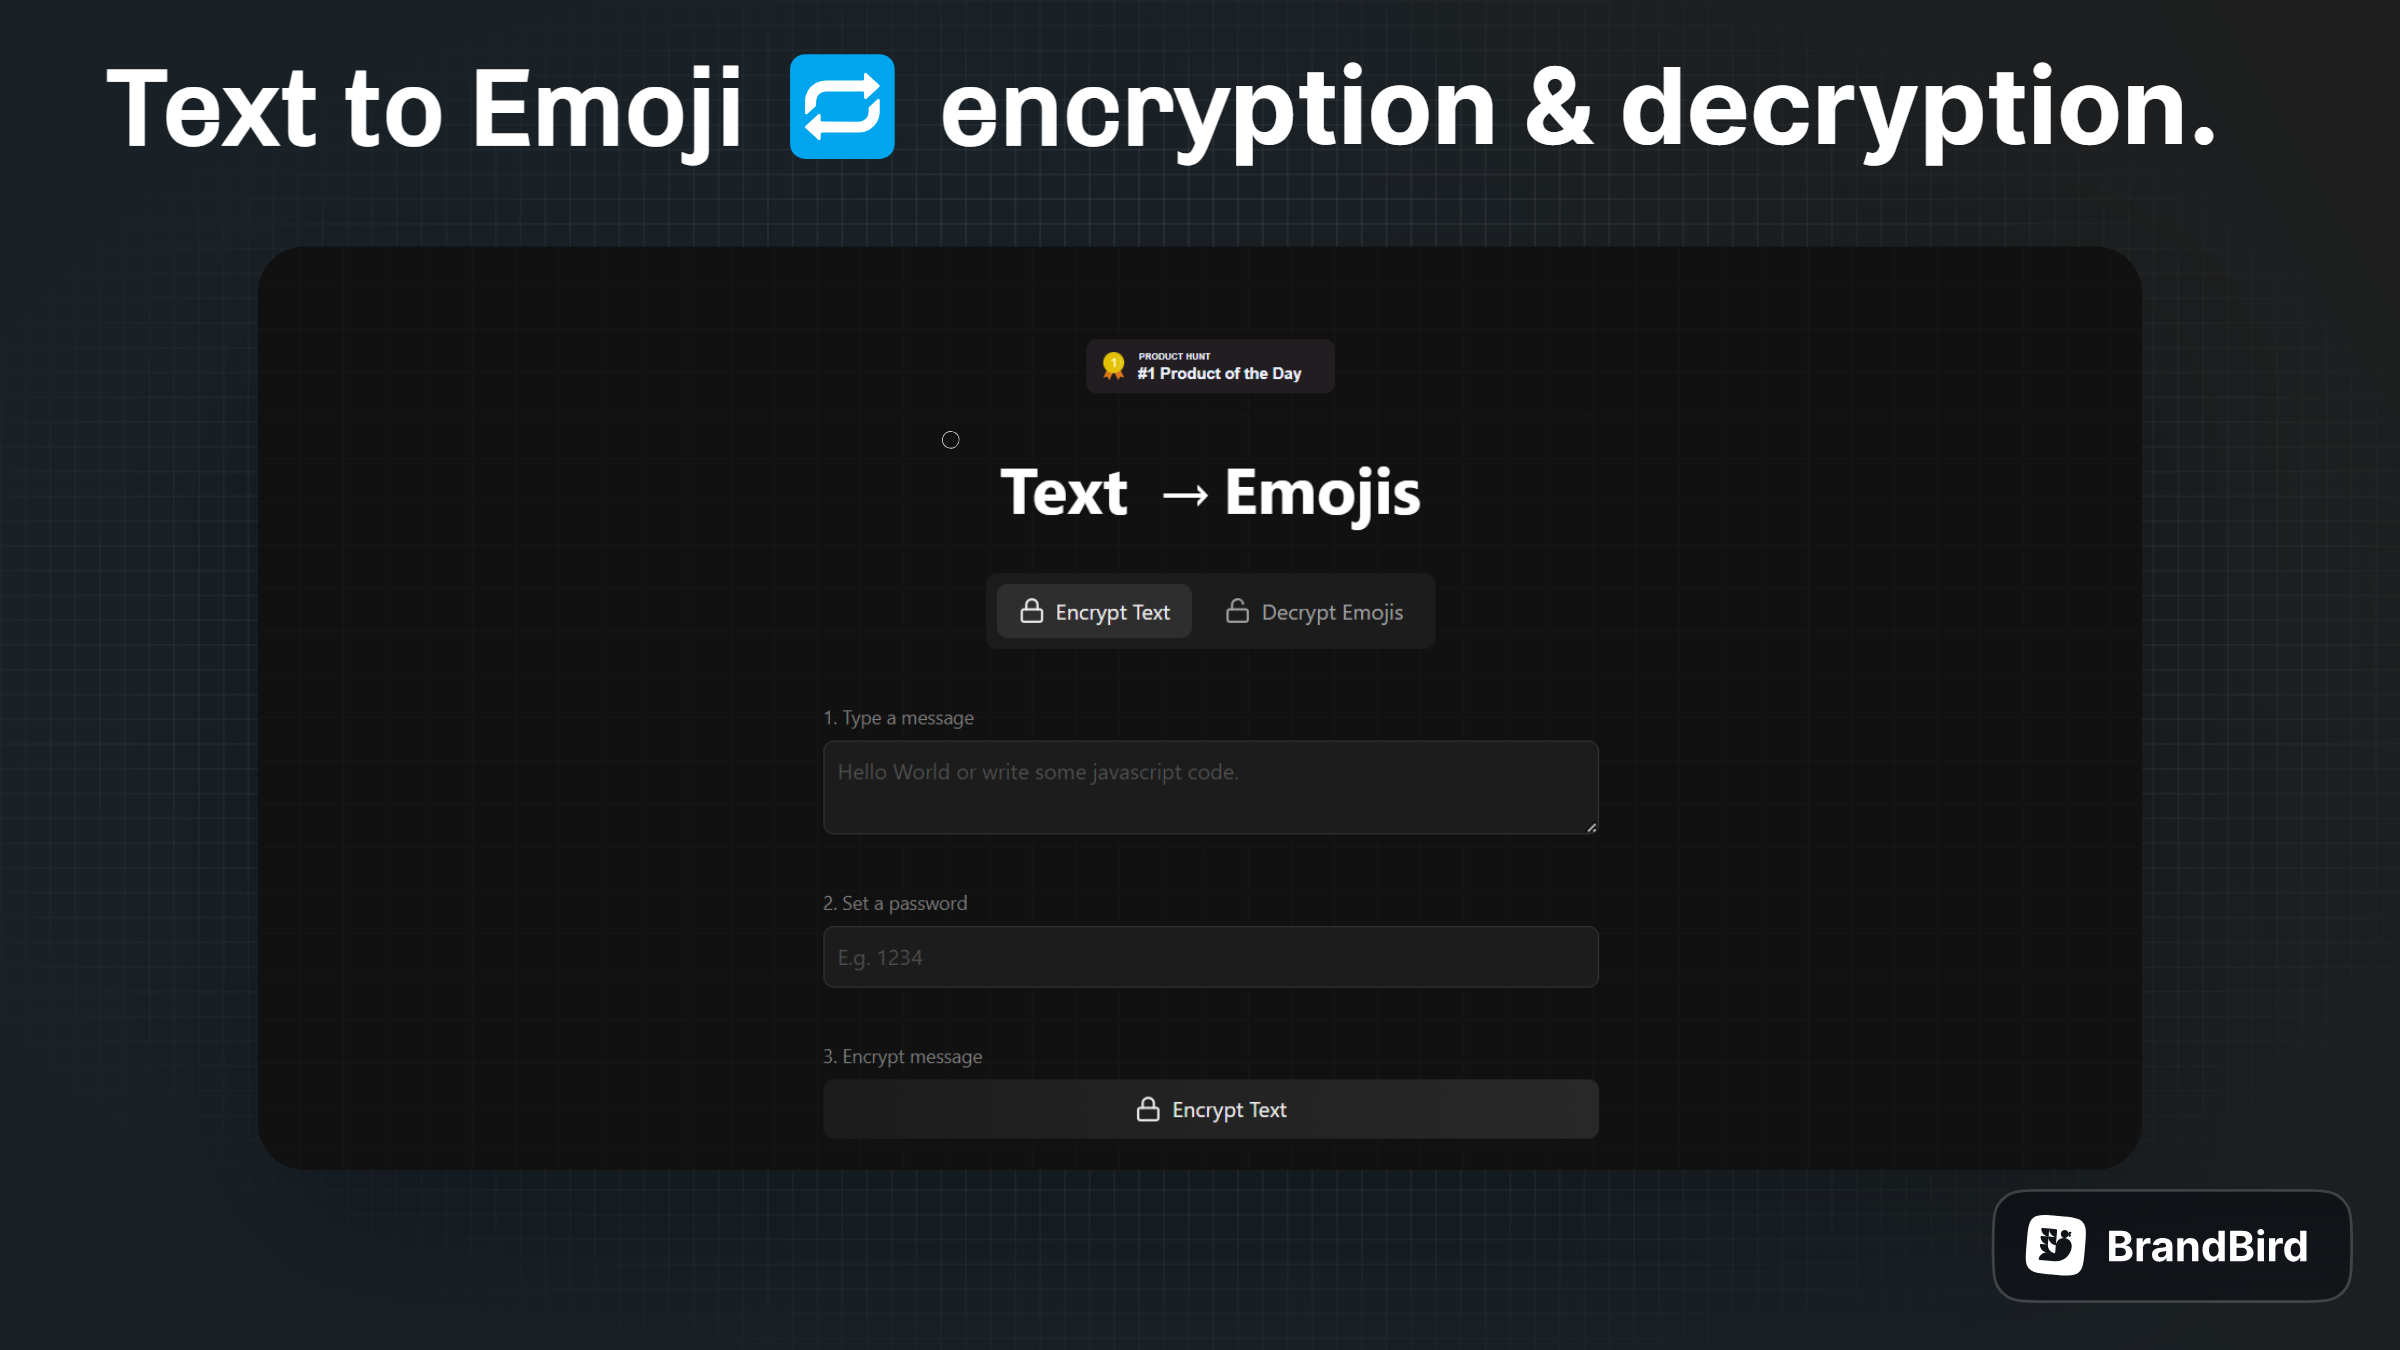 Text to Emoji 🔁 encryption & decryption.
PRODUCT HUNT
#1 Product of the Day
Text → Emojis
Encrypt Text
Decrypt Emojis
1. Type a message
Hello World or write some javascript code.
2. Set a password
E.g. 1234
3. Encrypt message
Encrypt Text
BrandBird